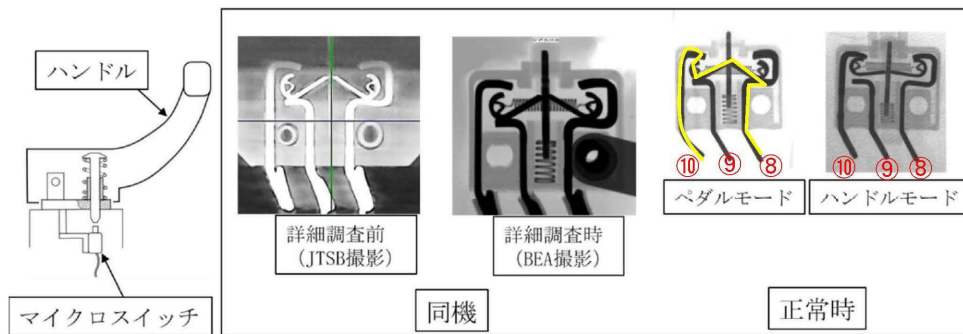 ハンドル
マイクロスイッチ
詳細調査前
（JTSB撮影）
詳細調査時
（BEA撮影）
⑩ ⑨ ⑧
ペダルモード
⑩ ⑨ ⑧
ハンドルモード
同機
正常時